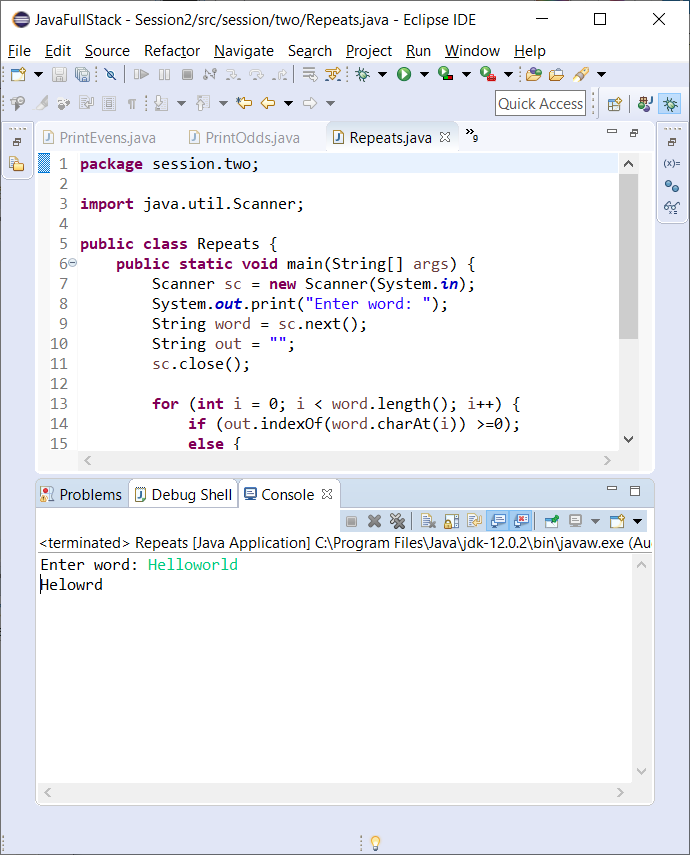 JavaFullStack - Session2/src/session/two/Repeats.java - Eclipse IDE
File Edit Source Refactor Navigate Search Project Run Window Help
Quick Access
PrintEvens.java PrintOdds.java Repeats.java »9
1 package session.two;
2
3 import java.util.Scanner;
4
5 public class Repeats {
6 public static void main(String[] args) {
7 Scanner sc = new Scanner(System.in);
8 System.out.print("Enter word: ");
9 String word = sc.next();
10 String out = "";
11 sc.close();
12
13 for (int i = 0; i < word.length(); i++) {
14 if (out.indexOf(word.charAt(i)) >=0);
15 else {
Problems Debug Shell Console
<terminated> Repeats [Java Application] C:\Program Files\Java\jdk-12.0.2\bin\javaw.exe (Au
Enter word: Helloworld
Helowrd